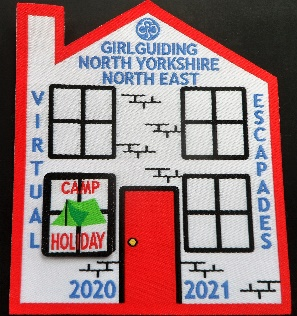 GIRLGUIDING
NORTH YORKSHIRE
NORTH EAST
VIRTUAL
ESCAPADES
CAMP
HOLIDAY
2020
2021